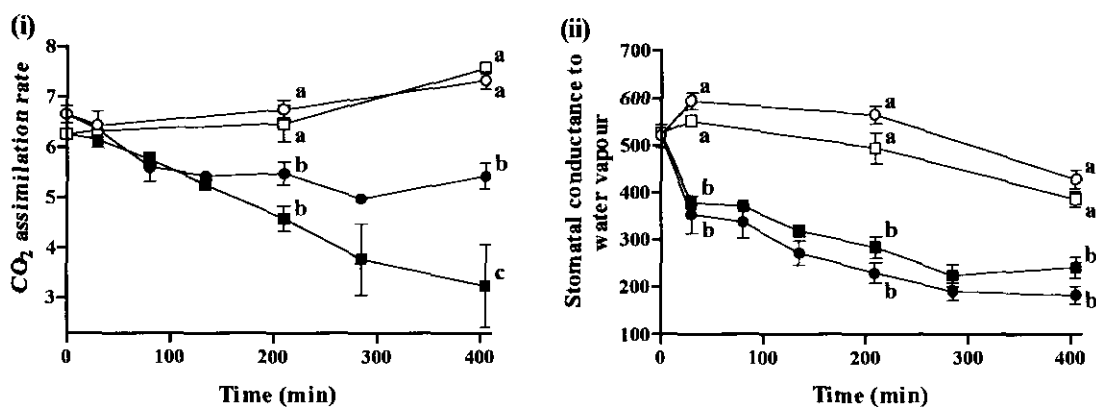 (i)
CO₂ assimilation rate
8
7
6
5
4
3
a
a
a
a
b
b
b
c
0
100
200
300
400
Time (min)
(ii)
Stomatal conductance to
water vapour
700
600
500
400
300
200
100
a
a
a
a
a
a
b
b
b
b
b
b
0
100
200
300
400
Time (min)